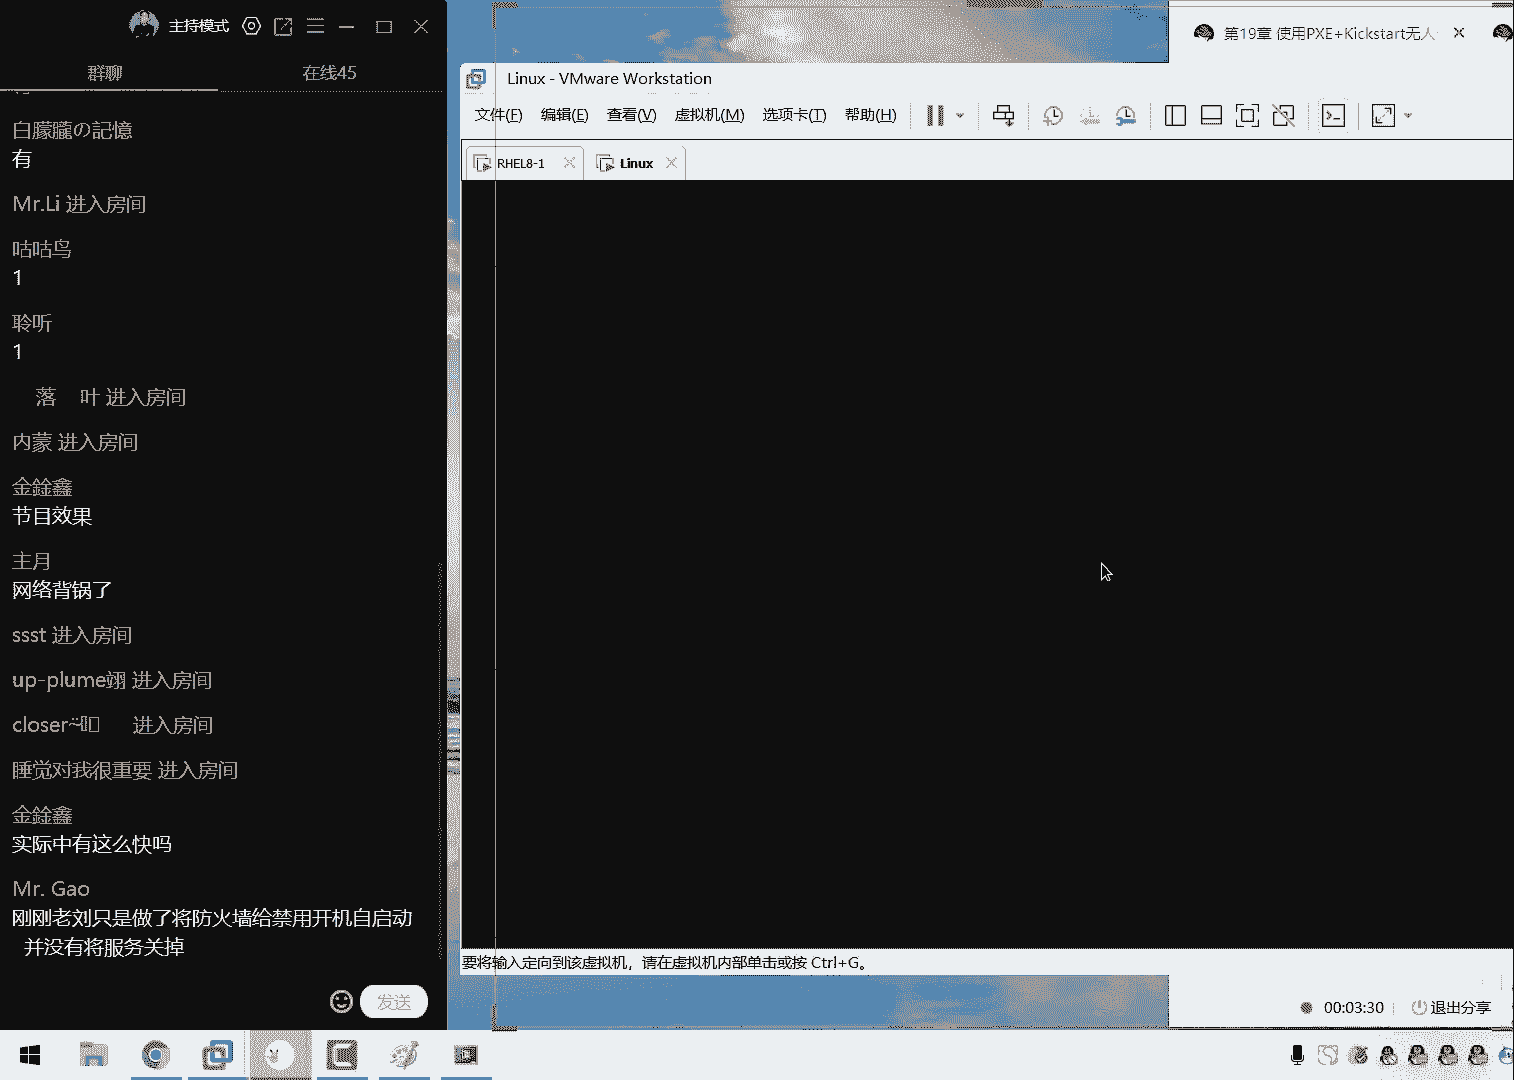 主持模式
群聊
在线45
白朦朧の記憶
有
Mr.Li 进入房间
咕咕鸟
1
聆听
1
落 叶 进入房间
内蒙 进入房间
金鍂鑫
节目效果
主月
网络背锅了
ssst 进入房间
up-plume翊 进入房间
closer 进入房间
睡觉对我很重要 进入房间
金鍂鑫
实际中有这么快吗
Mr. Gao
刚刚老刘只是做了将防火墙给禁用开机自启动
并没有将服务关掉
发送
第19章 使用PXE+Kickstart无人
Linux - VMware Workstation
文件(F) 编辑(E) 查看(V) 虚拟机(M) 选项卡(T) 帮助(H)
RHEL8-1
Linux
要将输入定向到该虚拟机，请在虚拟机内部单击或按 Ctrl+G。
00:03:30
退出分享